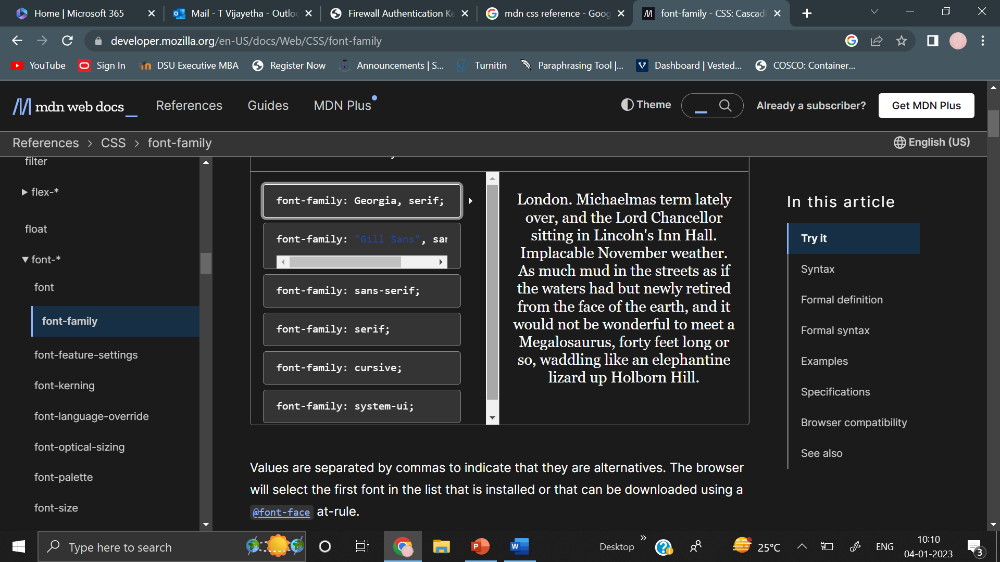 Home | Microsoft 365
Mail - T Vijayetha - Outlo
Firewall Authentication Ke
mdn css reference - Goog
font-family - CSS: Cascadi
developer.mozilla.org/en-US/docs/Web/CSS/font-family
YouTube
Sign In
DSU Executive MBA
Register Now
Announcements | S...
Turnitin
Paraphrasing Tool |...
Dashboard | Vested...
COSCO: Container...
mdn web docs_
References
Guides
MDN Plus
Theme
Already a subscriber?
Get MDN Plus
References > CSS > font-family
English (US)
filter
flex-*
float
font-*
font
font-family
font-feature-settings
font-kerning
font-language-override
font-optical-sizing
font-palette
font-size
font-family: Georgia, serif;
font-family: "Gill Sans", san
font-family: sans-serif;
font-family: serif;
font-family: cursive;
font-family: system-ui;
London. Michaelmas term lately
over, and the Lord Chancellor
sitting in Lincoln's Inn Hall.
Implacable November weather.
As much mud in the streets as if
the waters had but newly retired
from the face of the earth, and it
would not be wonderful to meet a
Megalosaurus, forty feet long or
so, waddling like an elephantine
lizard up Holborn Hill.
In this article
Try it
Syntax
Formal definition
Formal syntax
Examples
Specifications
Browser compatibility
See also
Values are separated by commas to indicate that they are alternatives. The browser
will select the first font in the list that is installed or that can be downloaded using a
@font-face at-rule.
Type here to search
Desktop
25°C
ENG
10:10
04-01-2023
3